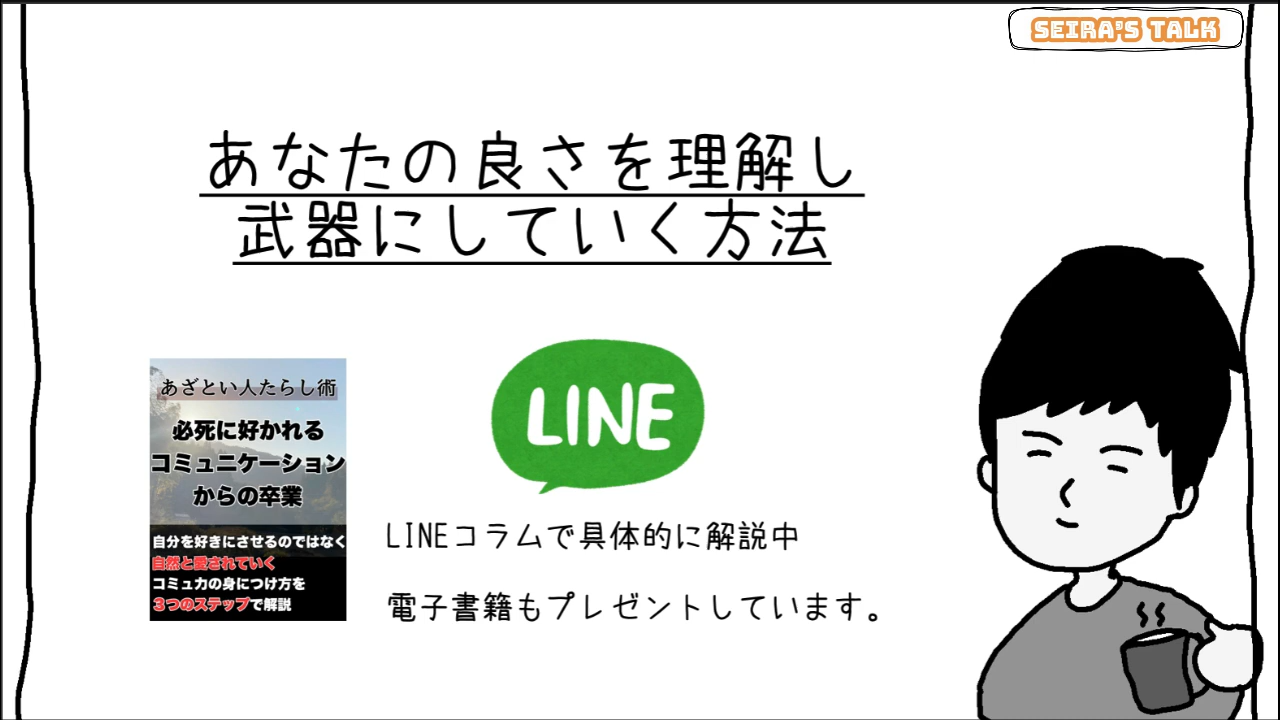 SEIRA'S TALK
あなたの良さを理解し
武器にしていく方法
あざとい人たらし術
必死に好かれる
コミュニケーション
からの卒業
自分を好きにさせるのではなく
自然と愛されていく
コミュ力の身につけ方を
3つのステップで解説
LINE
LINEコラムで具体的に解説中
電子書籍もプレゼントしています。